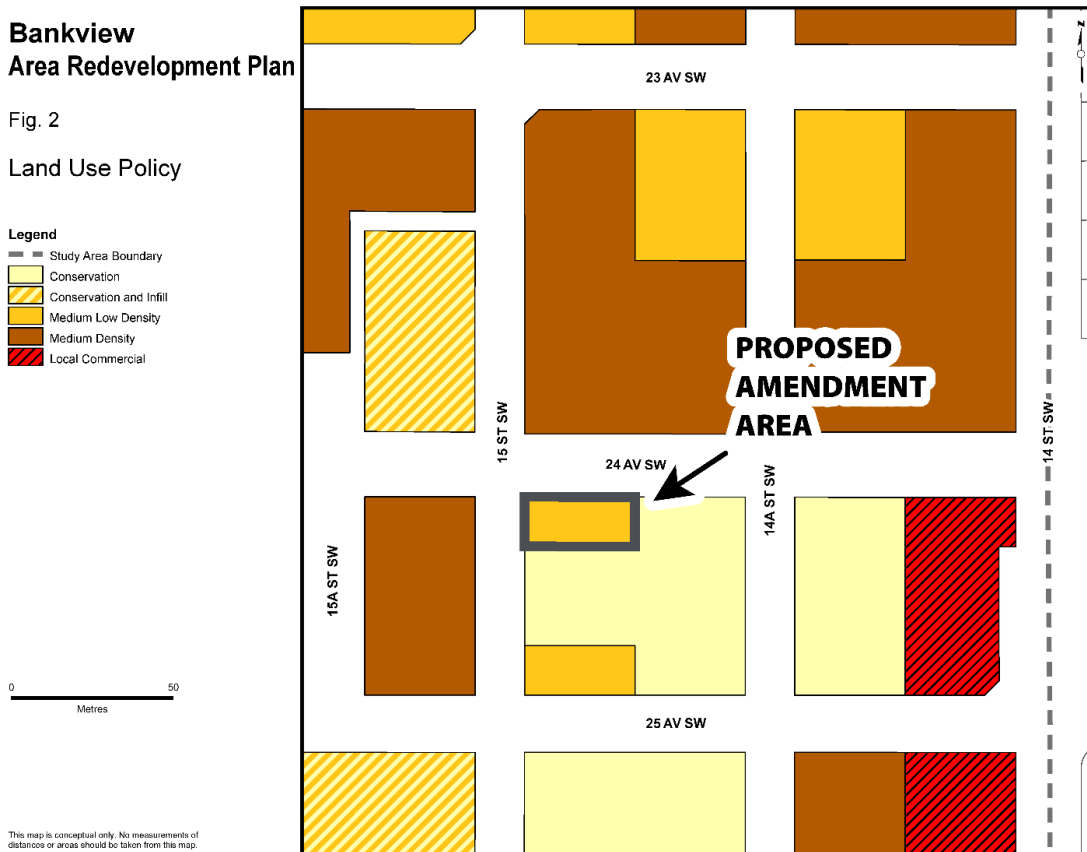 Bankview
Area Redevelopment Plan
Fig. 2
Land Use Policy
Legend
Study Area Boundary
Conservation
Conservation and Infill
Medium Low Density
Medium Density
Local Commercial
0 50
Metres
This map is conceptual only. No measurements of
distances or areas should be taken from this map.
23 AV SW
N
PROPOSED
AMENDMENT
AREA
15 ST SW
24 AV SW
14A ST SW
14 ST SW
15A ST SW
25 AV SW